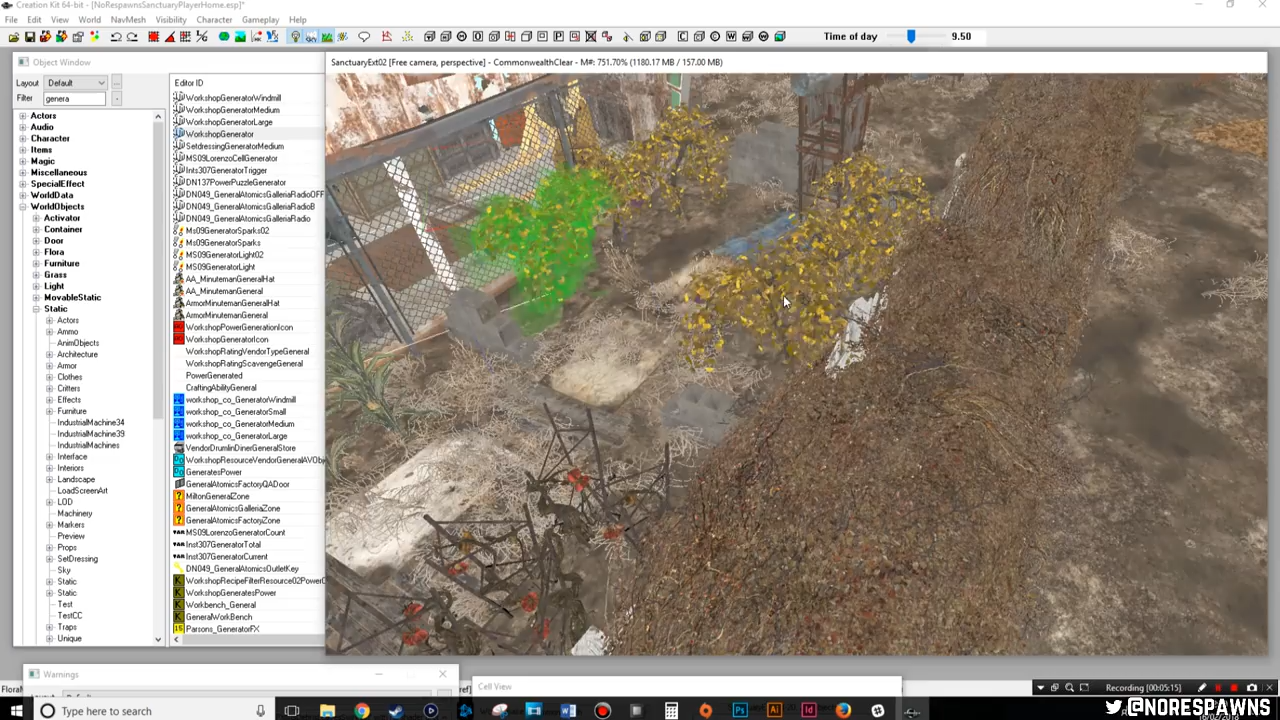 Creation Kit 64-bit - [NoRespawnsSanctuaryPlayerHome.esp]*
File Edit View World NavMesh Visibility Character Gameplay Help
Time of day 9.50
Object Window
SanctuaryExt02 [Free camera, perspective] - CommonwealthClear - M#: 751.70% (1180.17 MB / 157.00 MB)
Layout Default
Filter genera
Actors
Audio
Character
Items
Magic
Miscellaneous
SpecialEffect
WorldData
WorldObjects
Activator
Container
Door
Flora
Furniture
Grass
Light
MovableStatic
Static
Actors
Ammo
AnimObjects
Architecture
Armor
Clothes
Critters
Effects
Furniture
IndustrialMachine34
IndustrialMachine39
IndustrialMachines
Interface
Interiors
Landscape
LoadScreenArt
LOD
Machinery
Markers
Preview
Props
SetDressing
Sky
Static
Static
Test
TestCC
Traps
Unique
Editor ID
WorkshopGeneratorWindmill
WorkshopGeneratorMedium
WorkshopGeneratorLarge
WorkshopGenerator
SetdressingGeneratorMedium
MS09LorenzoCellGenerator
Ints307GeneratorTrigger
DN137PowerPuzzleGenerator
DN049_GeneralAtomicsGalleriaRadioOFF
DN049_GeneralAtomicsGalleriaRadioB
DN049_GeneralAtomicsGalleriaRadio
Ms09GeneratorSparks02
Ms09GeneratorSparks
MS09GeneratorLight02
MS09GeneratorLight
AA_MinutemanGeneralHat
AA_MinutemanGeneral
ArmorMinutemanGeneralHat
ArmorMinutemanGeneral
WorkshopPowerGenerationIcon
WorkshopGeneratorIcon
WorkshopRatingVendorTypeGeneral
WorkshopRatingScavengeGeneral
PowerGenerated
CraftingAbilityGeneral
workshop_co_GeneratorWindmill
workshop_co_GeneratorSmall
workshop_co_GeneratorMedium
workshop_co_GeneratorLarge
VendorDrumlinDinerGeneralStore
WorkshopResourceVendorGeneralAVObj
GeneratesPower
GeneralAtomicsFactoryQADoor
MiltonGeneralZone
GeneralAtomicsGalleriaZone
GeneralAtomicsFactoryZone
MS09LorenzoGeneratorCount
Inst307GeneratorTotal
Inst307GeneratorCurrent
DN049_GeneralAtomicsOutletKey
WorkshopRecipeFilterResource02PowerG
WorkshopGeneratesPower
Workbench_General
GeneralWorkBench
Parsons_GeneratorFX
Warnings
Cell View
Recording [00:05:15]
Type here to search
@NORESPAWNS